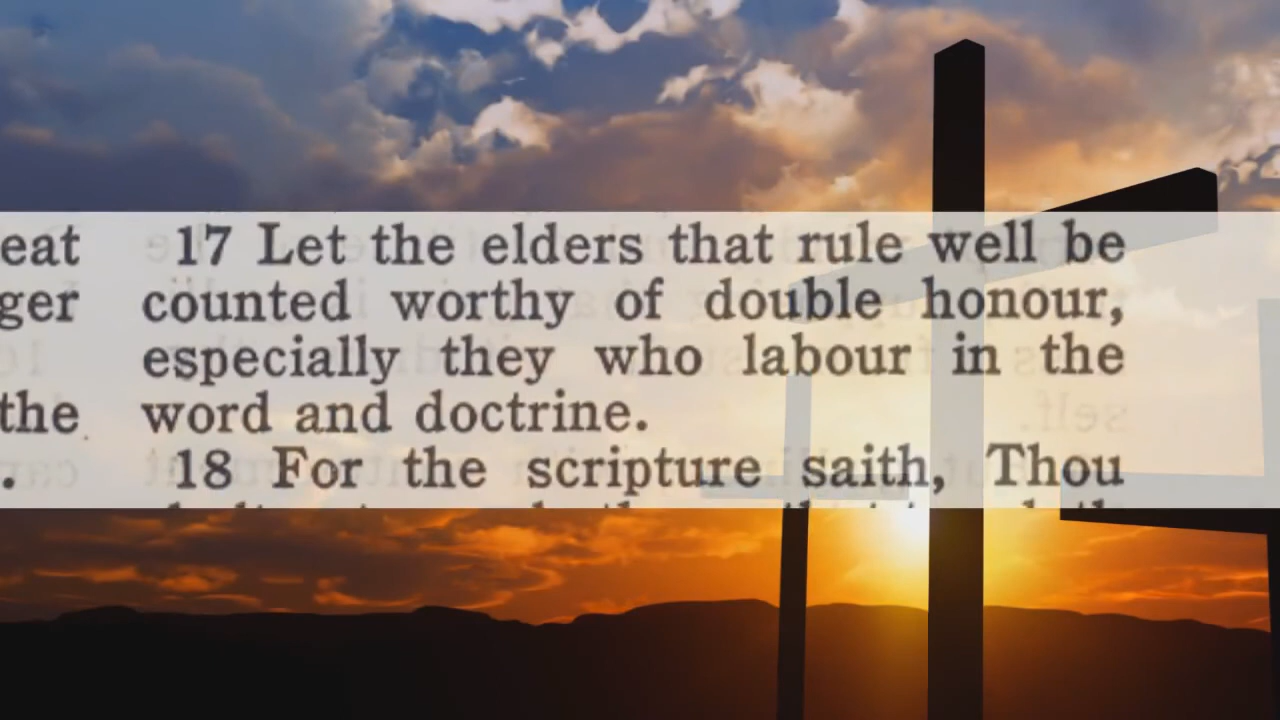 eat
ger
the
.
17 Let the elders that rule well be
counted worthy of double honour,
especially they who labour in the
word and doctrine.
18 For the scripture saith, Thou